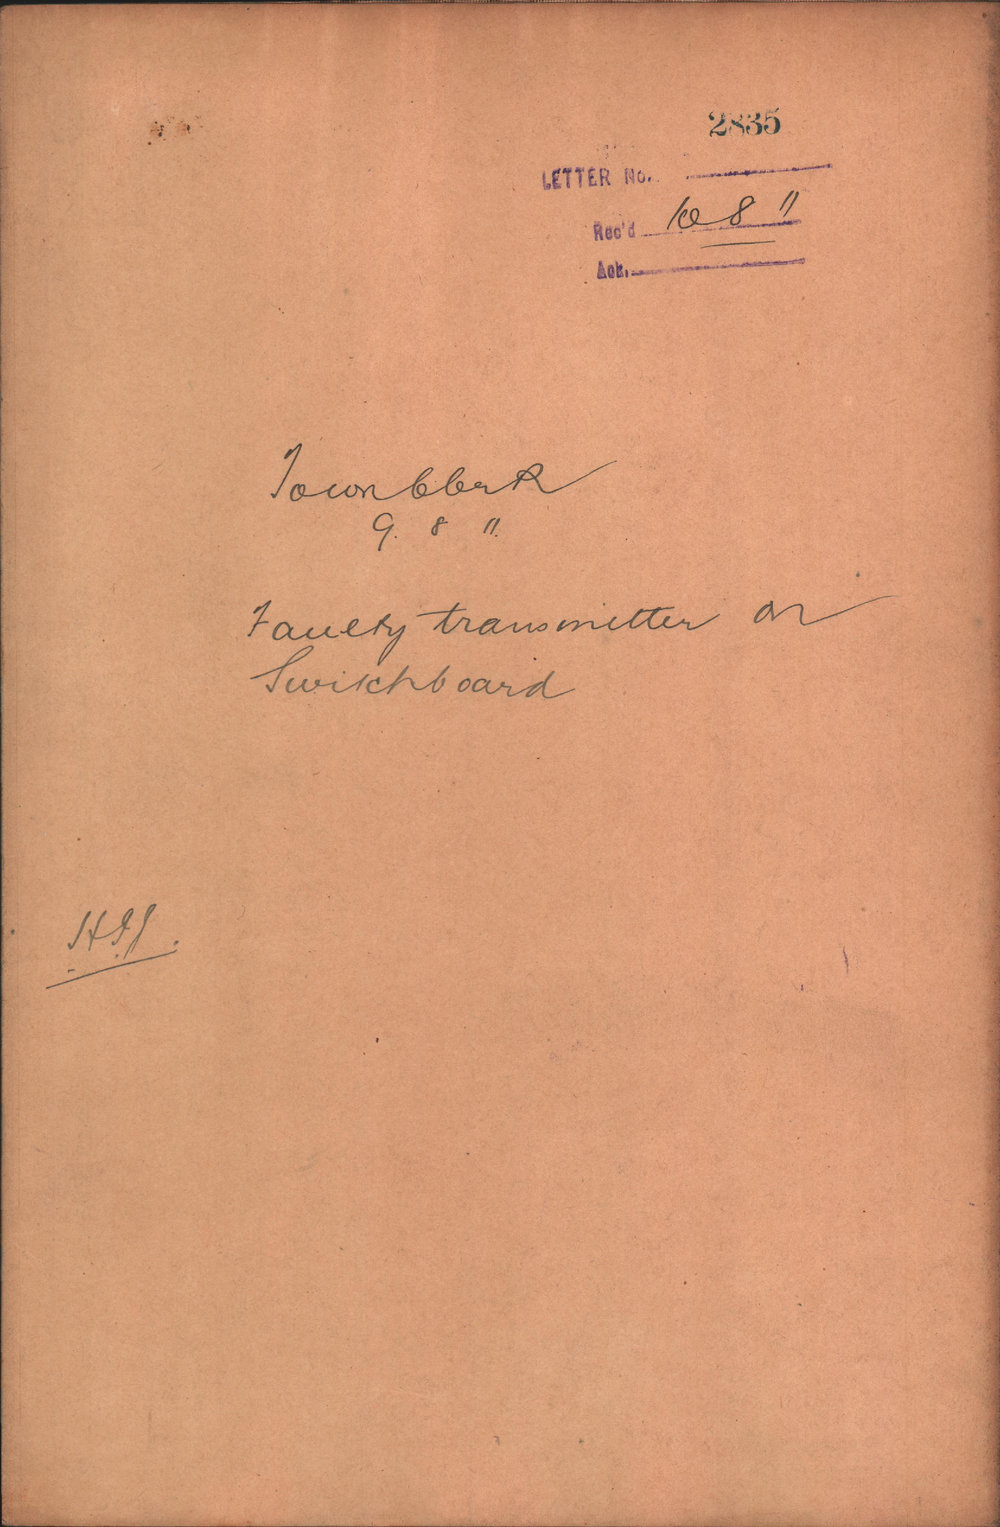 2835
LETTER No.
Rec'd 10 8 11
Ack.
Town Clerk
9. 8 11.
Faulty transmitter on
Switchboard